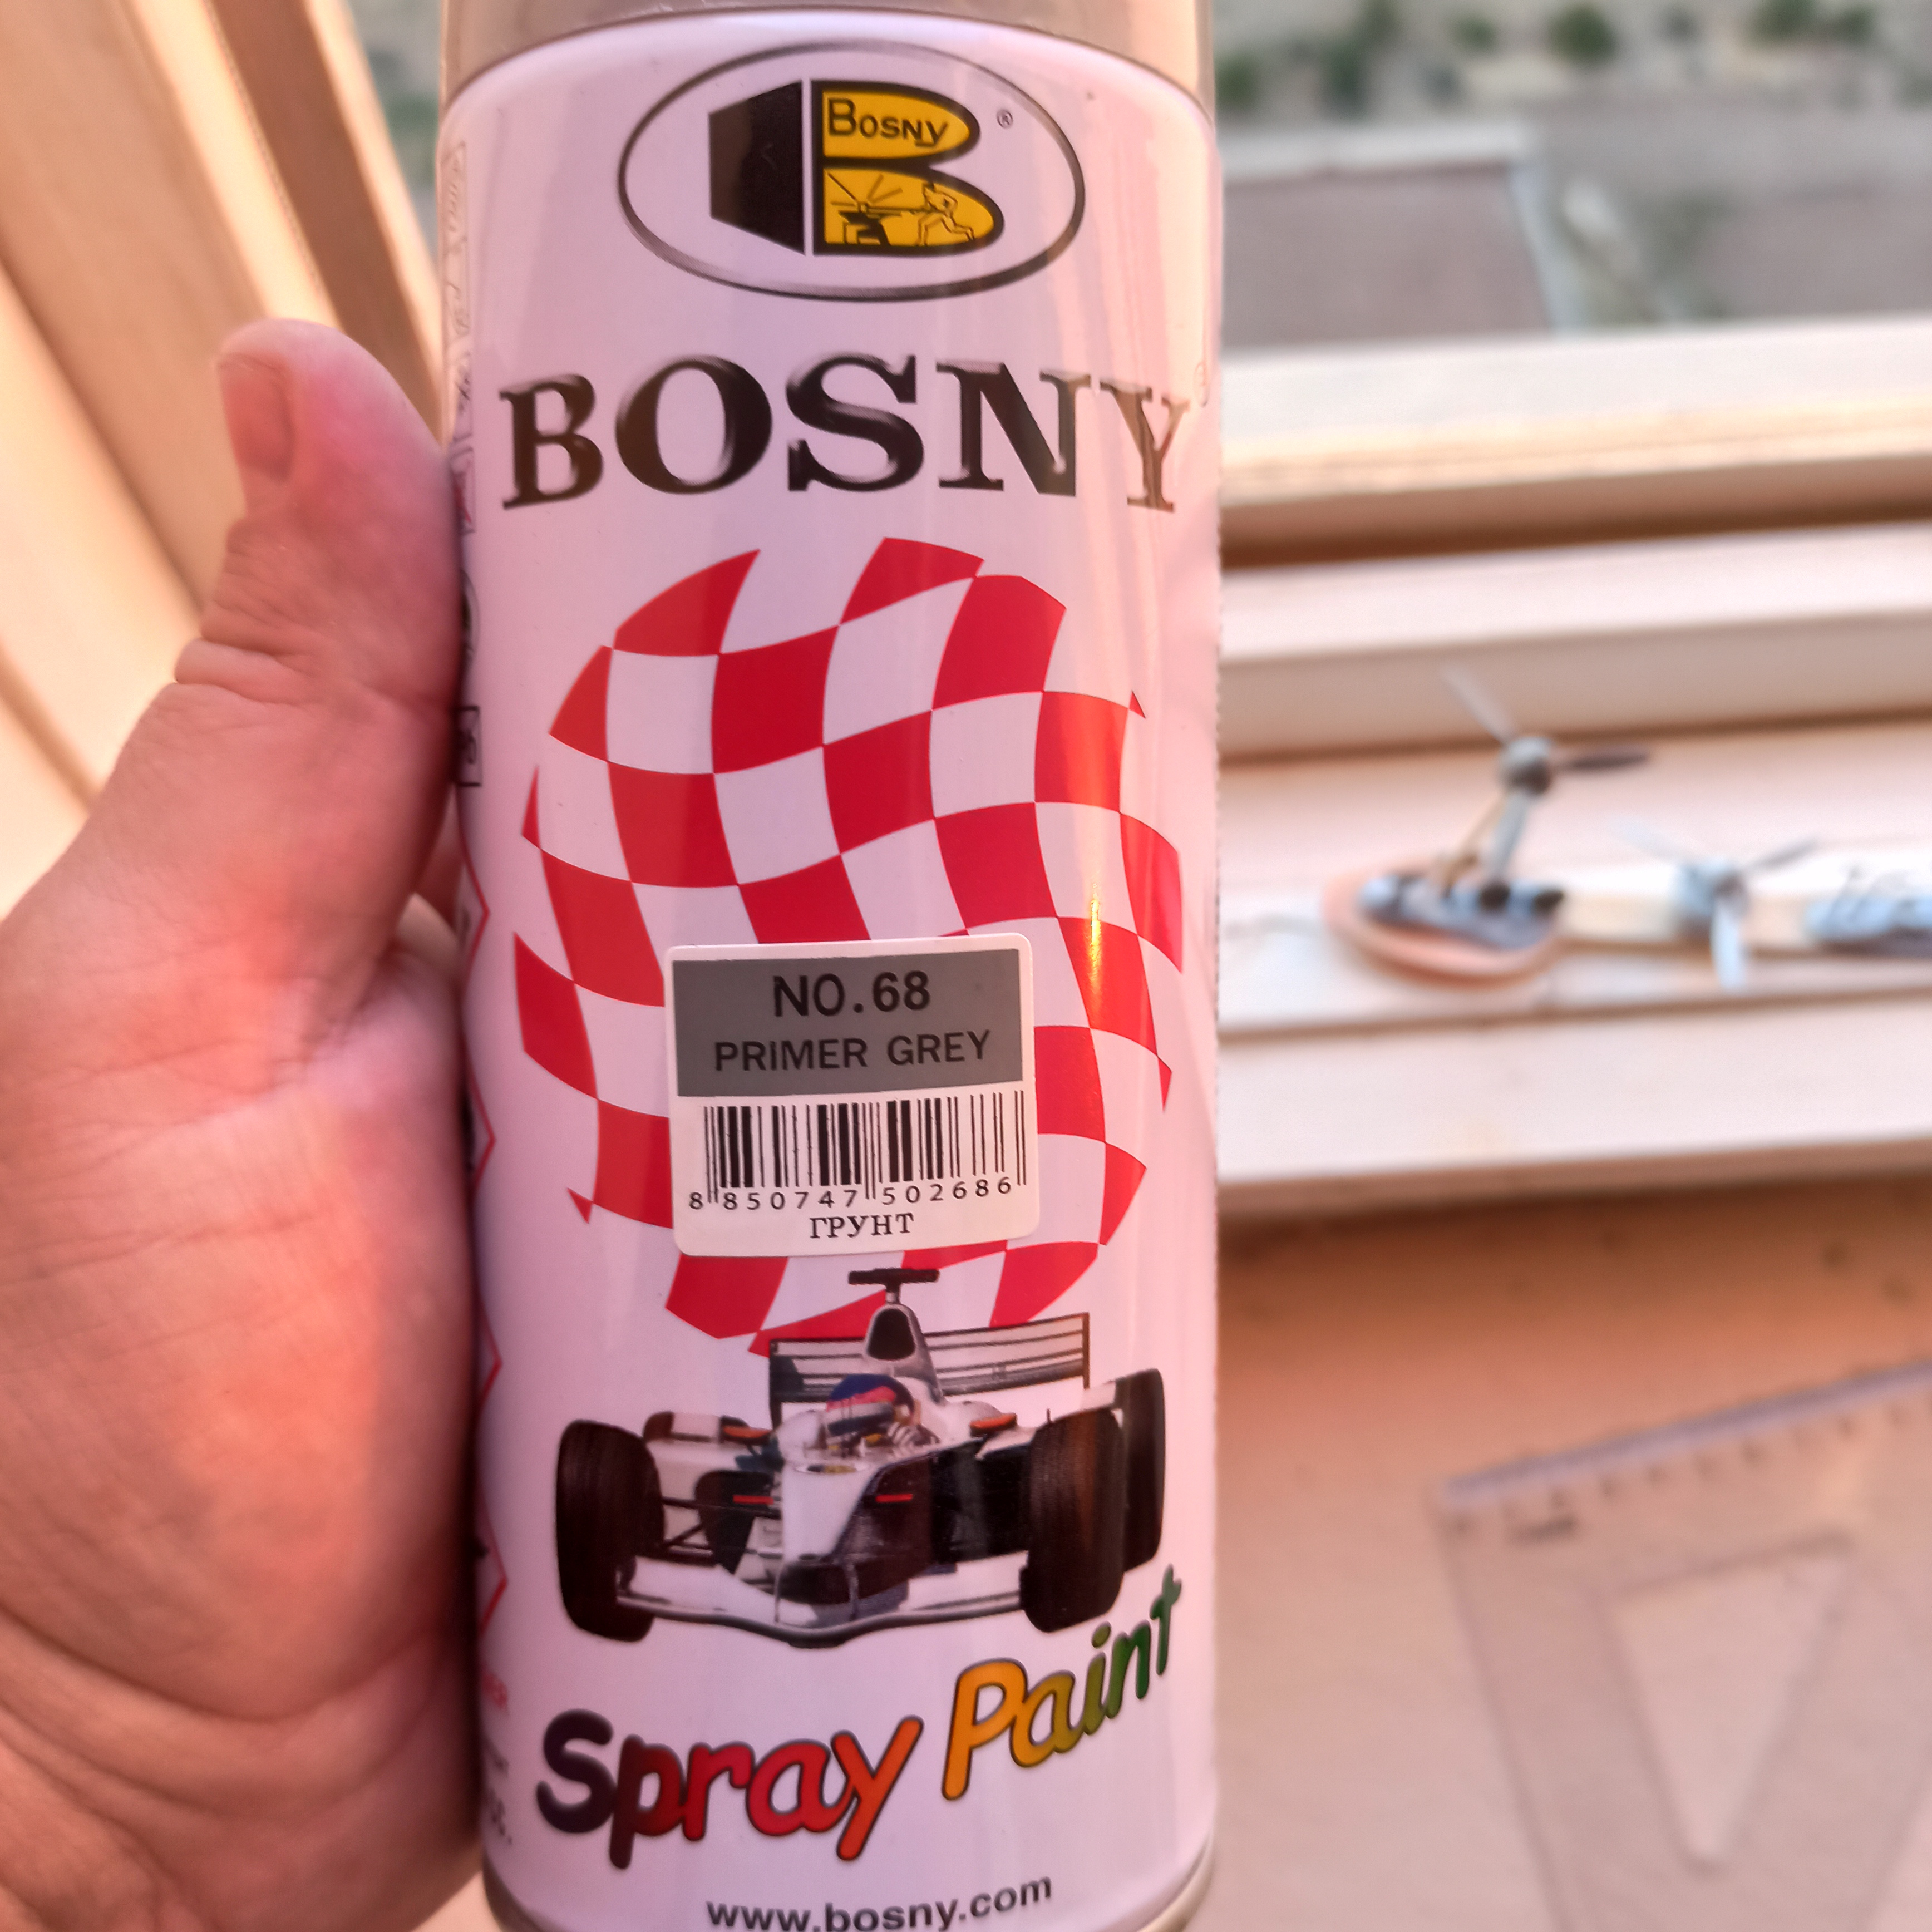 BOSNY
®
BOSNY
NO.68
PRIMER GREY
8 850747 502686
ГРУНТ
Spray Paint
www.bosny.com